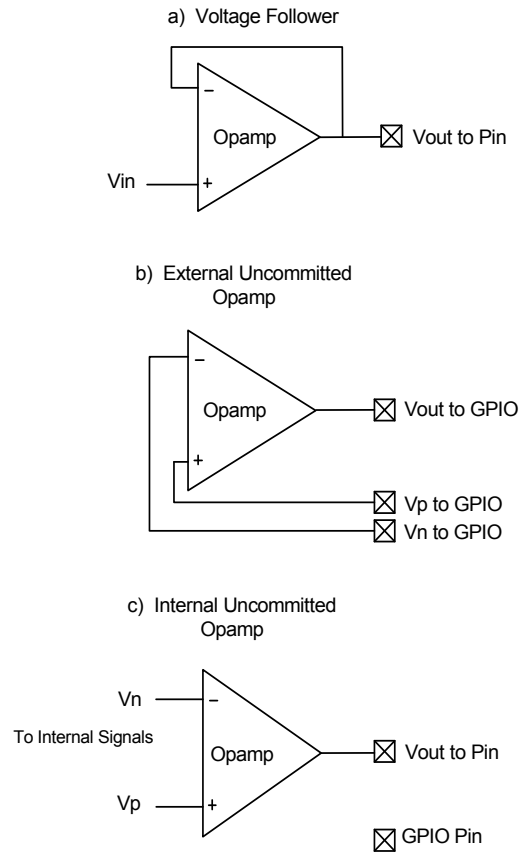 a) Voltage Follower
−
Opamp
Vout to Pin
Vin
+
b) External Uncommitted
Opamp
−
Opamp
Vout to GPIO
+
Vp to GPIO
Vn to GPIO
c) Internal Uncommitted
Opamp
Vn
−
To Internal Signals
Opamp
Vout to Pin
Vp
+
GPIO Pin